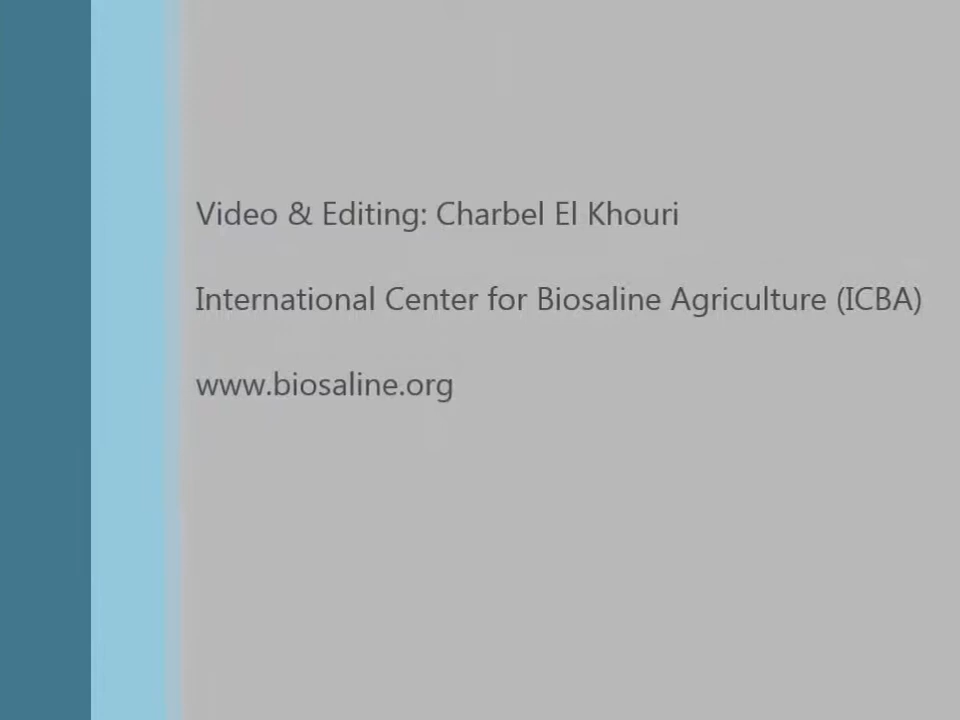 Video & Editing: Charbel El Khouri
International Center for Biosaline Agriculture (ICBA)
www.biosaline.org